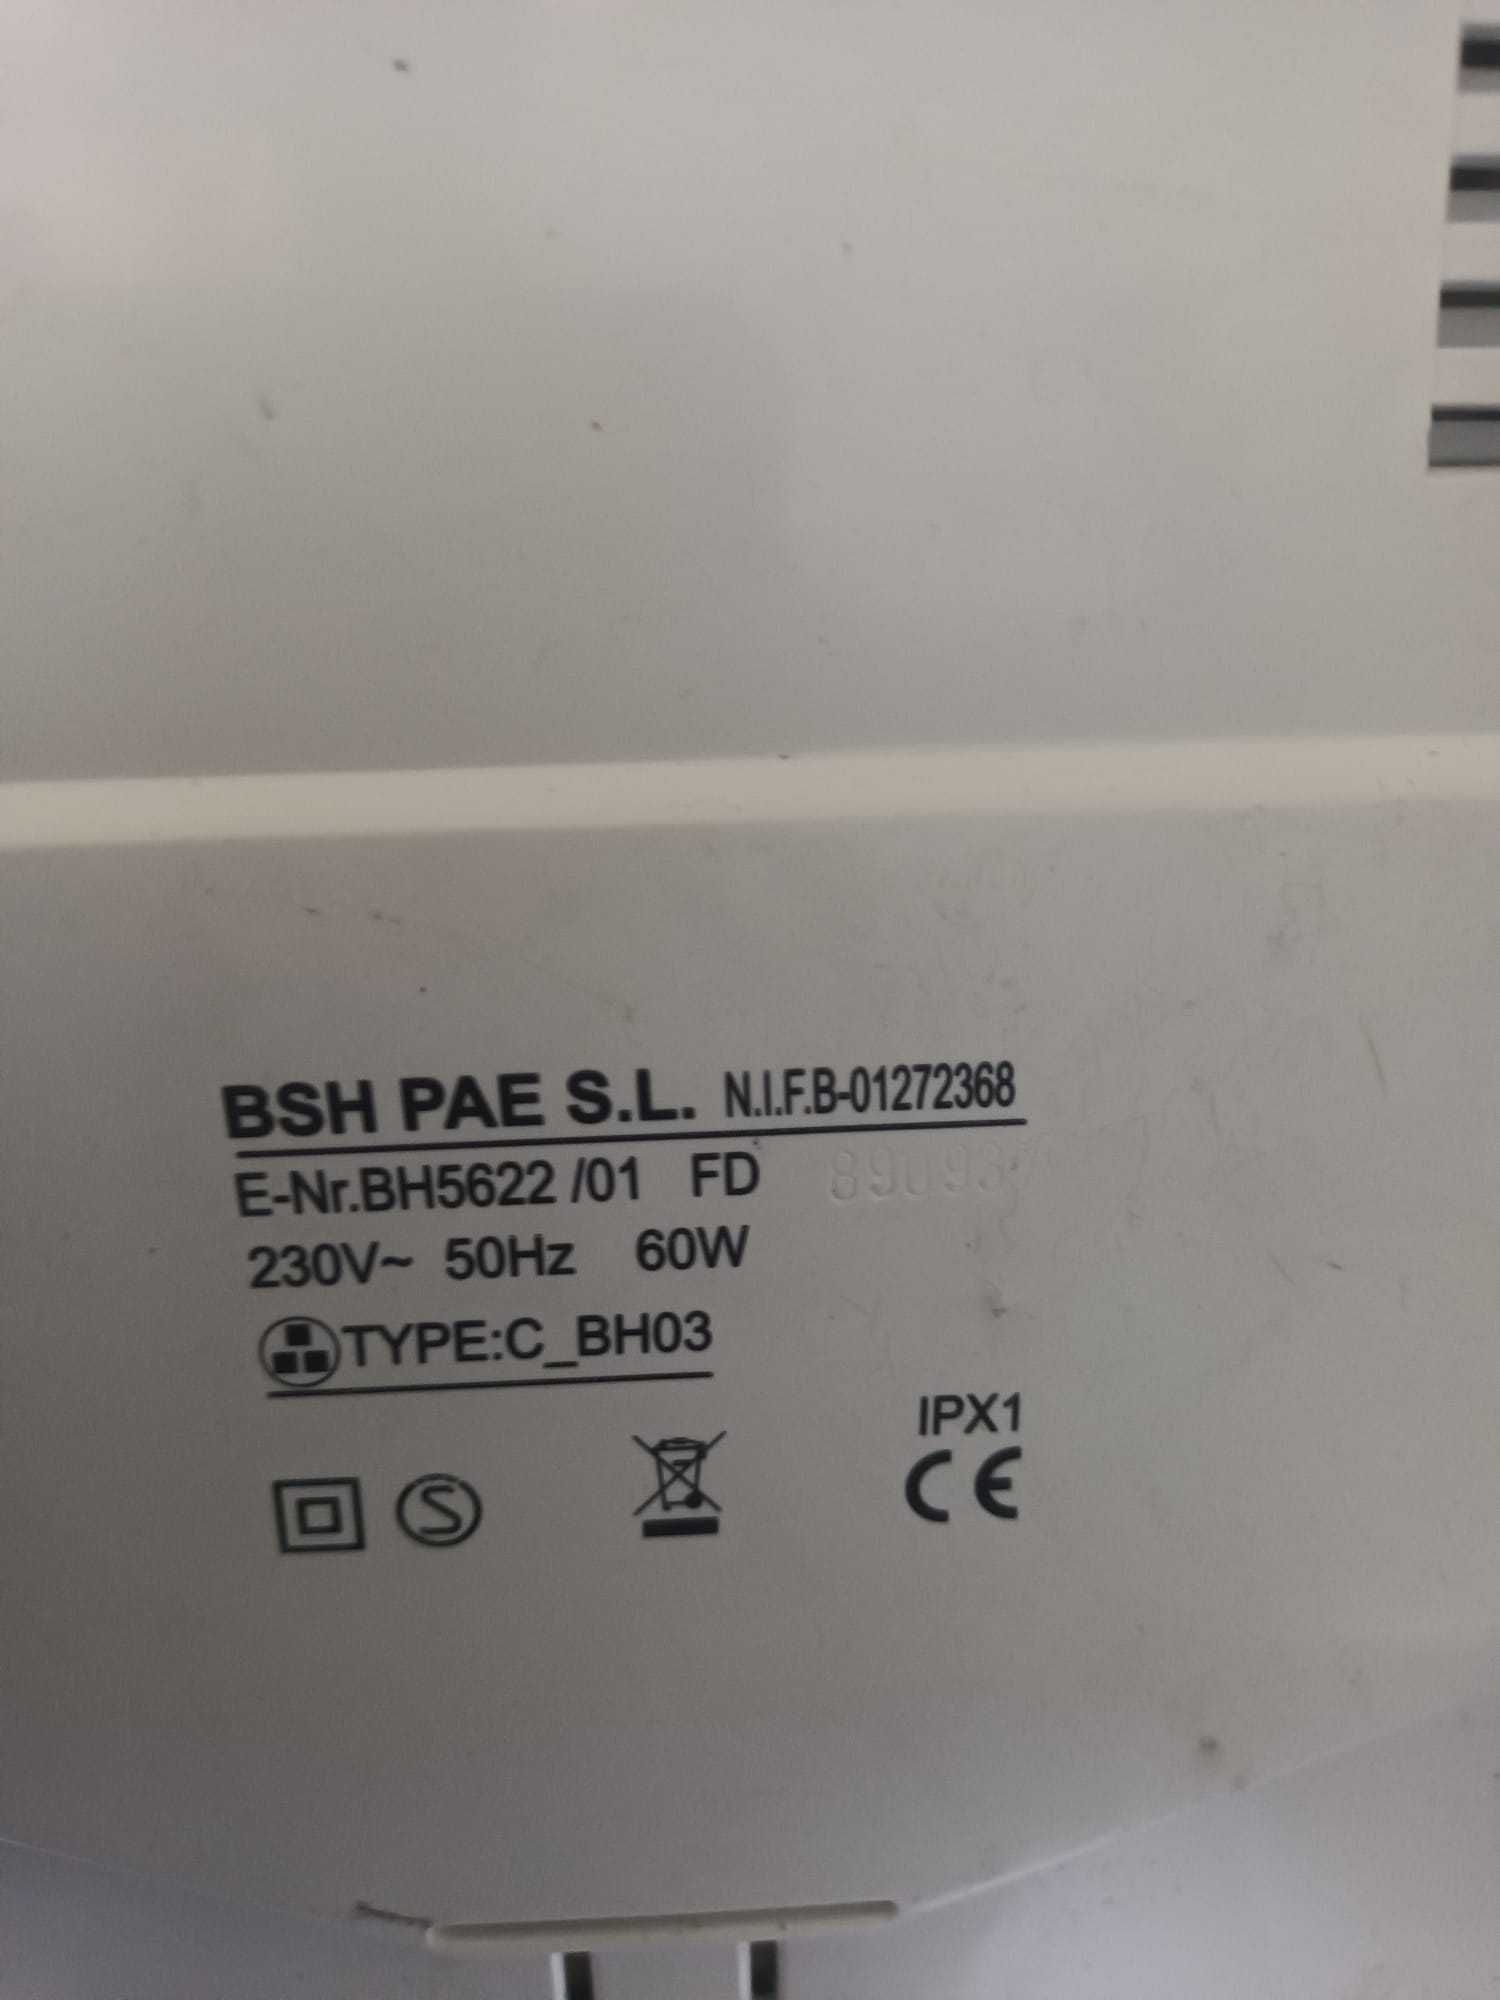 BSH PAE S.L. N.I.F.B-01272368
E-Nr.BH5622 /01 FD
230V~ 50Hz 60W
TYPE:C_BH03
IPX1
CE